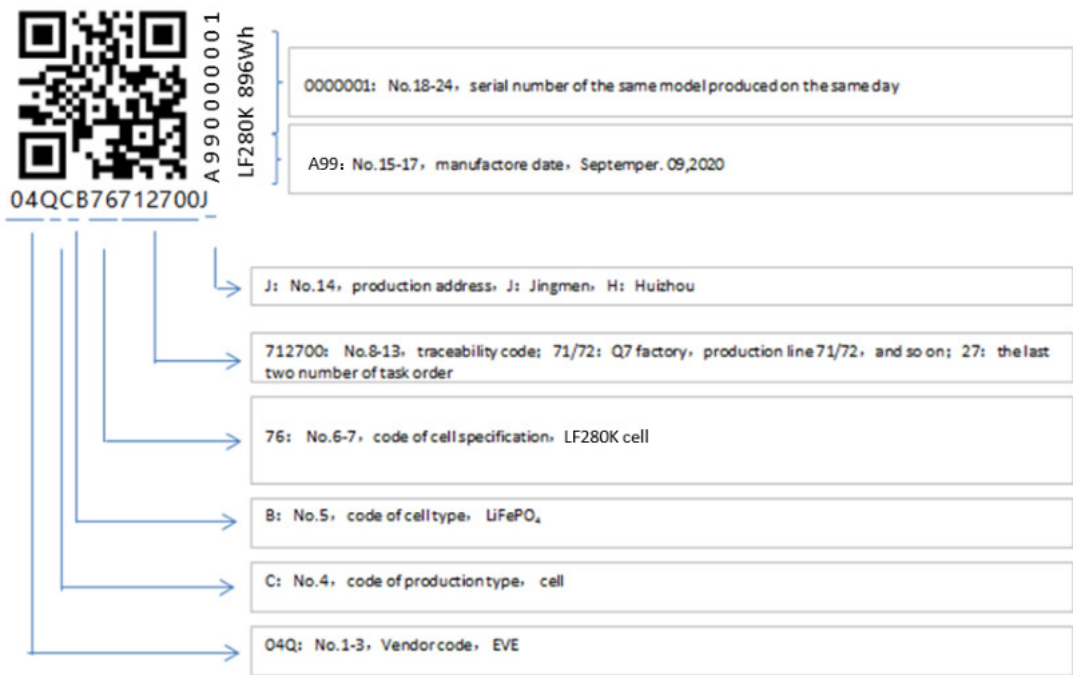 A990000001
LF280K 896Wh
04QCB76712700J
0000001: No.18-24, serial number of the same model produced on the same day
A99: No.15-17, manufactore date, Septemper. 09,2020
J: No.14, production address, J: Jingmen, H: Huizhou
712700: No.8-13, traceability code; 71/72: Q7 factory, production line 71/72, and so on; 27: the last
two number of task order
76: No.6-7, code of cell specification, LF280K cell
B: No.5, code of cell type, LiFePO₄
C: No.4, code of production type, cell
04Q: No.1-3, Vendor code, EVE